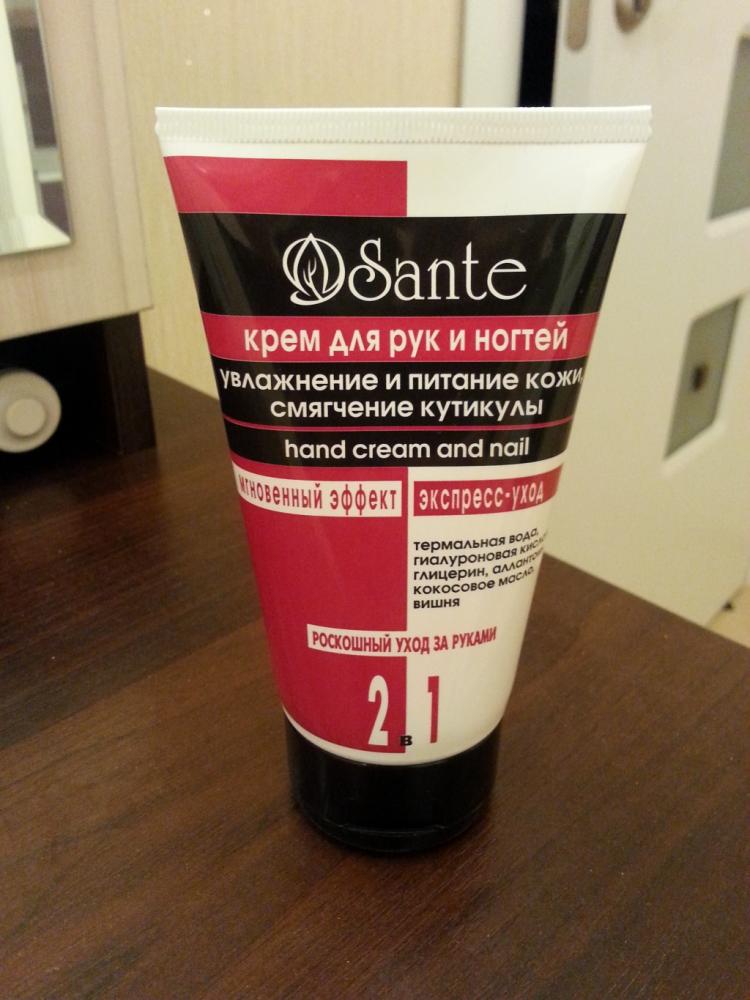 Sante
крем для рук и ногтей
увлажнение и питание кожи,
смягчение кутикулы
hand cream and nail
мгновенный эффект экспресс-уход
термальная вода,
гиалуроновая
глицерин,
кокосовое масло,
вишня
РОСКОШНЫЙ УХОД ЗА РУКАМИ
2 в 1